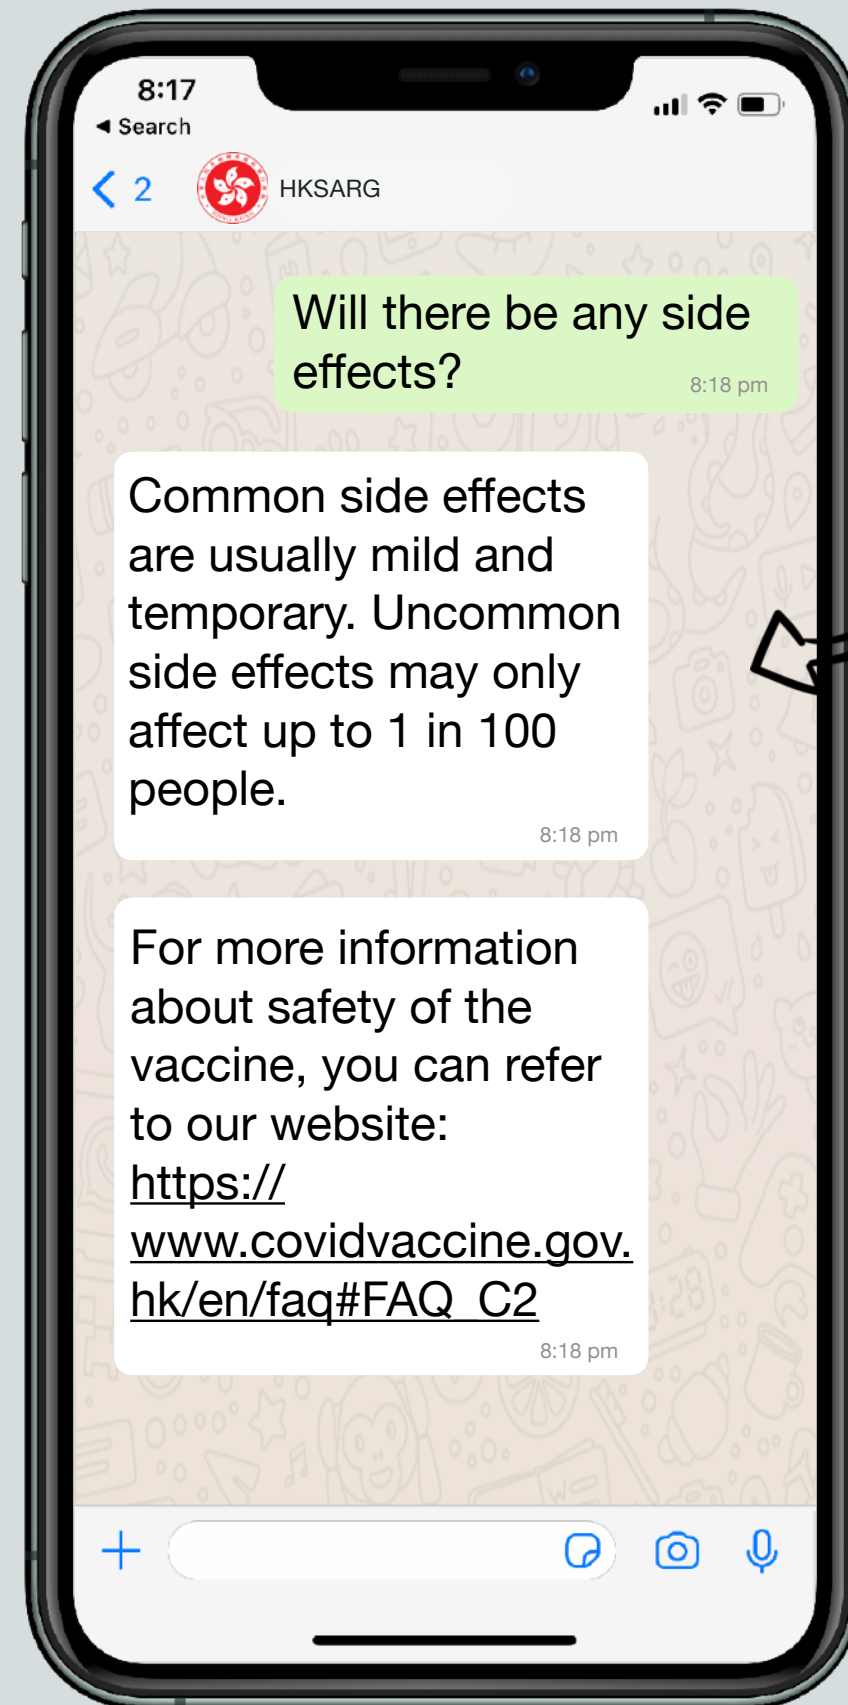 8:17
◄ Search
2
HKSARG
Will there be any side
effects?
8:18 pm
Common side effects
are usually mild and
temporary. Uncommon
side effects may only
affect up to 1 in 100
people.
8:18 pm
For more information
about safety of the
vaccine, you can refer
to our website:
https://
www.covidvaccine.gov.
hk/en/faq#FAQ_C2
8:18 pm